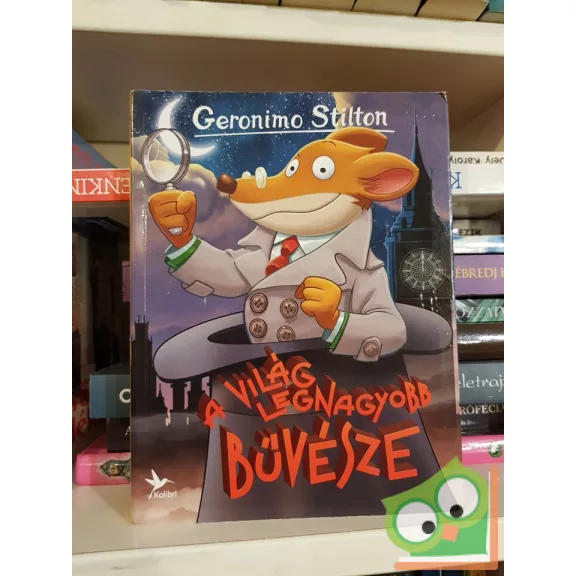 Geronimo Stilton
A VILÁG
LEGNAGYOBB
BŰVÉSZE
Kolibri